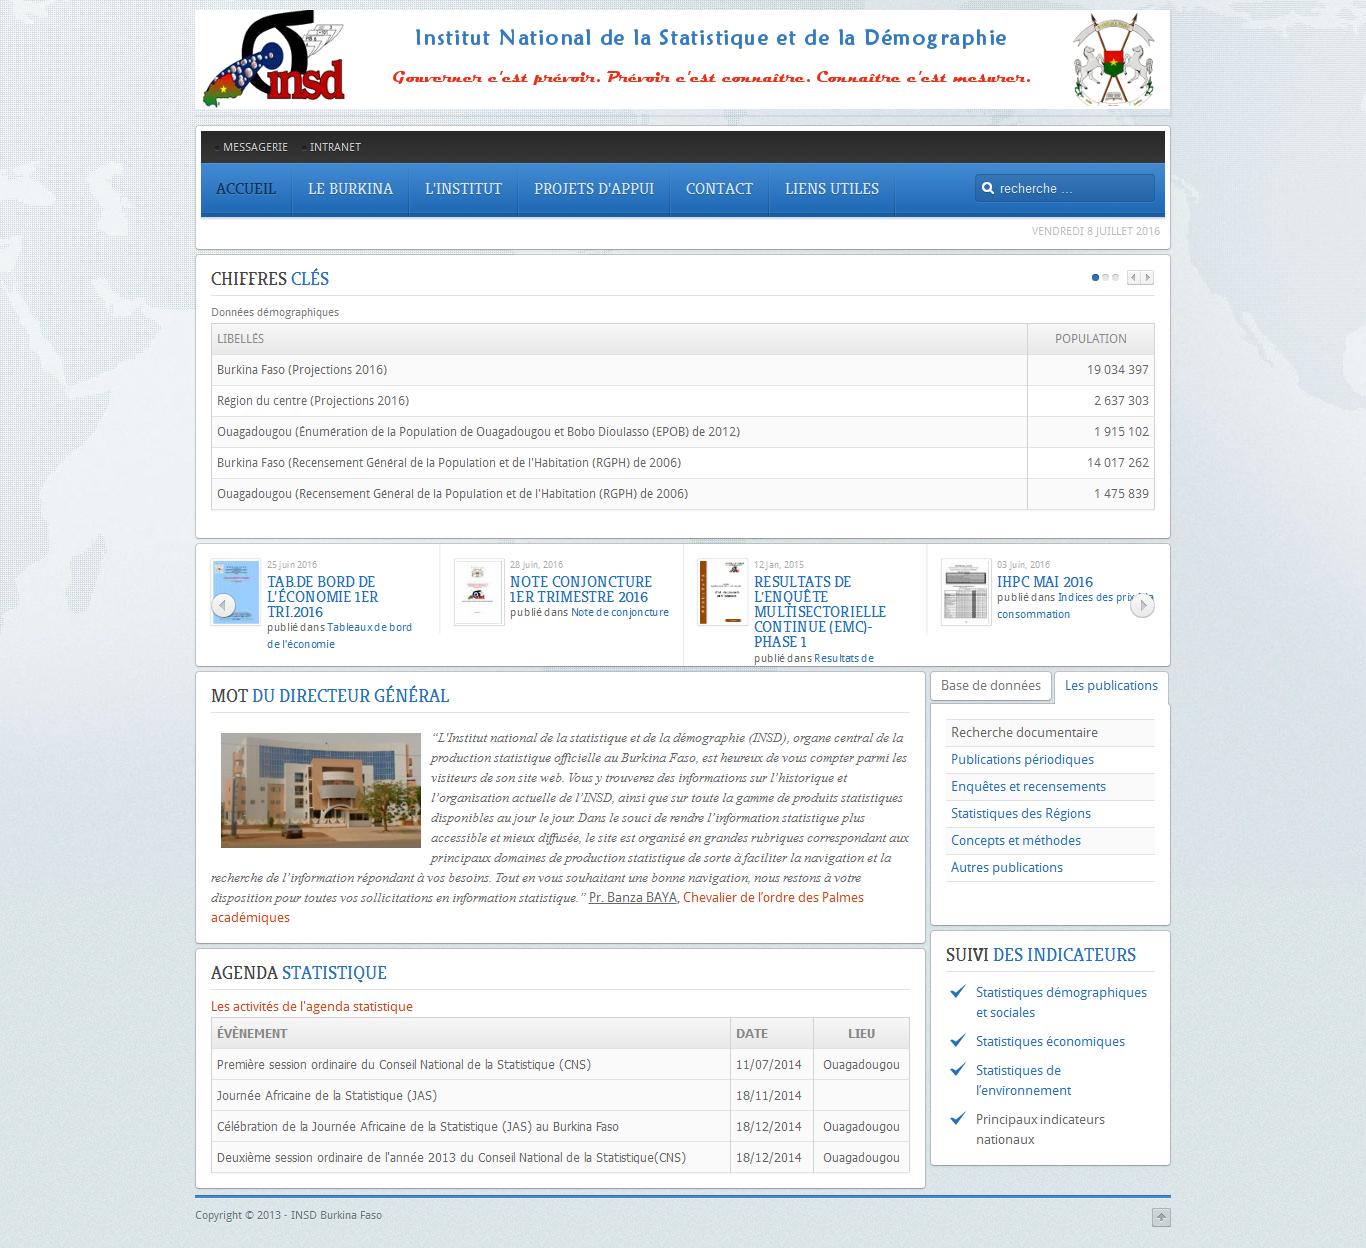 insd
Institut National de la Statistique et de la Démographie
Gouverner c'est prévoir. Prévoir c'est connaître. Connaître c'est mesurer.
MESSAGERIE INTRANET
ACCUEIL LE BURKINA L'INSTITUT PROJETS D'APPUI CONTACT LIENS UTILES recherche ...
VENDREDI 8 JUILLET 2016
CHIFFRES CLÉS
Données démographiques
LIBELLÉS POPULATION
Burkina Faso (Projections 2016) 19 034 397
Région du centre (Projections 2016) 2 637 303
Ouagadougou (Énumération de la Population de Ouagadougou et Bobo Dioulasso (EPOB) de 2012) 1 915 102
Burkina Faso (Recensement Général de la Population et de l'Habitation (RGPH) de 2006) 14 017 262
Ouagadougou (Recensement Général de la Population et de l'Habitation (RGPH) de 2006) 1 475 839
25 juin 2016
TAB.DE BORD DE
L'ÉCONOMIE 1ER
TRI.2016
publié dans Tableaux de bord
de l'économie
28 Juin, 2016
NOTE CONJONCTURE
1ER TRIMESTRE 2016
publié dans Note de conjoncture
12 Jan, 2015
RESULTATS DE
L'ENQUÊTE
MULTISECTORIELLE
CONTINUE (EMC)-
PHASE 1
publié dans Resultats de
03 Juin, 2016
IHPC MAI 2016
publié dans Indices des prix
consommation
MOT DU DIRECTEUR GÉNÉRAL
“L'Institut national de la statistique et de la démographie (INSD), organe central de la
production statistique officielle au Burkina Faso, est heureux de vous compter parmi les
visiteurs de son site web. Vous y trouverez des informations sur l’historique et
l’organisation actuelle de l’INSD, ainsi que sur toute la gamme de produits statistiques
disponibles au jour le jour. Dans le souci de rendre l’information statistique plus
accessible et mieux diffusée, le site est organisé en grandes rubriques correspondant aux
principaux domaines de production statistique de sorte à faciliter la navigation et la
recherche de l’information répondant à vos besoins. Tout en vous souhaitant une bonne navigation, nous restons à votre
disposition pour toutes vos sollicitations en information statistique.” Pr. Banza BAYA, Chevalier de l’ordre des Palmes
académiques
Base de données Les publications
Recherche documentaire
Publications périodiques
Enquêtes et recensements
Statistiques des Régions
Concepts et méthodes
Autres publications
AGENDA STATISTIQUE
Les activités de l'agenda statistique
ÉVÈNEMENT DATE LIEU
Première session ordinaire du Conseil National de la Statistique (CNS) 11/07/2014 Ouagadougou
Journée Africaine de la Statistique (JAS) 18/11/2014
Célébration de la Journée Africaine de la Statistique (JAS) au Burkina Faso 18/12/2014 Ouagadougou
Deuxième session ordinaire de l'année 2013 du Conseil National de la Statistique(CNS) 18/12/2014 Ouagadougou
SUIVI DES INDICATEURS
Statistiques démographiques
et sociales
Statistiques économiques
Statistiques de
l’environnement
Principaux indicateurs
nationaux
Copyright © 2013 - INSD Burkina Faso